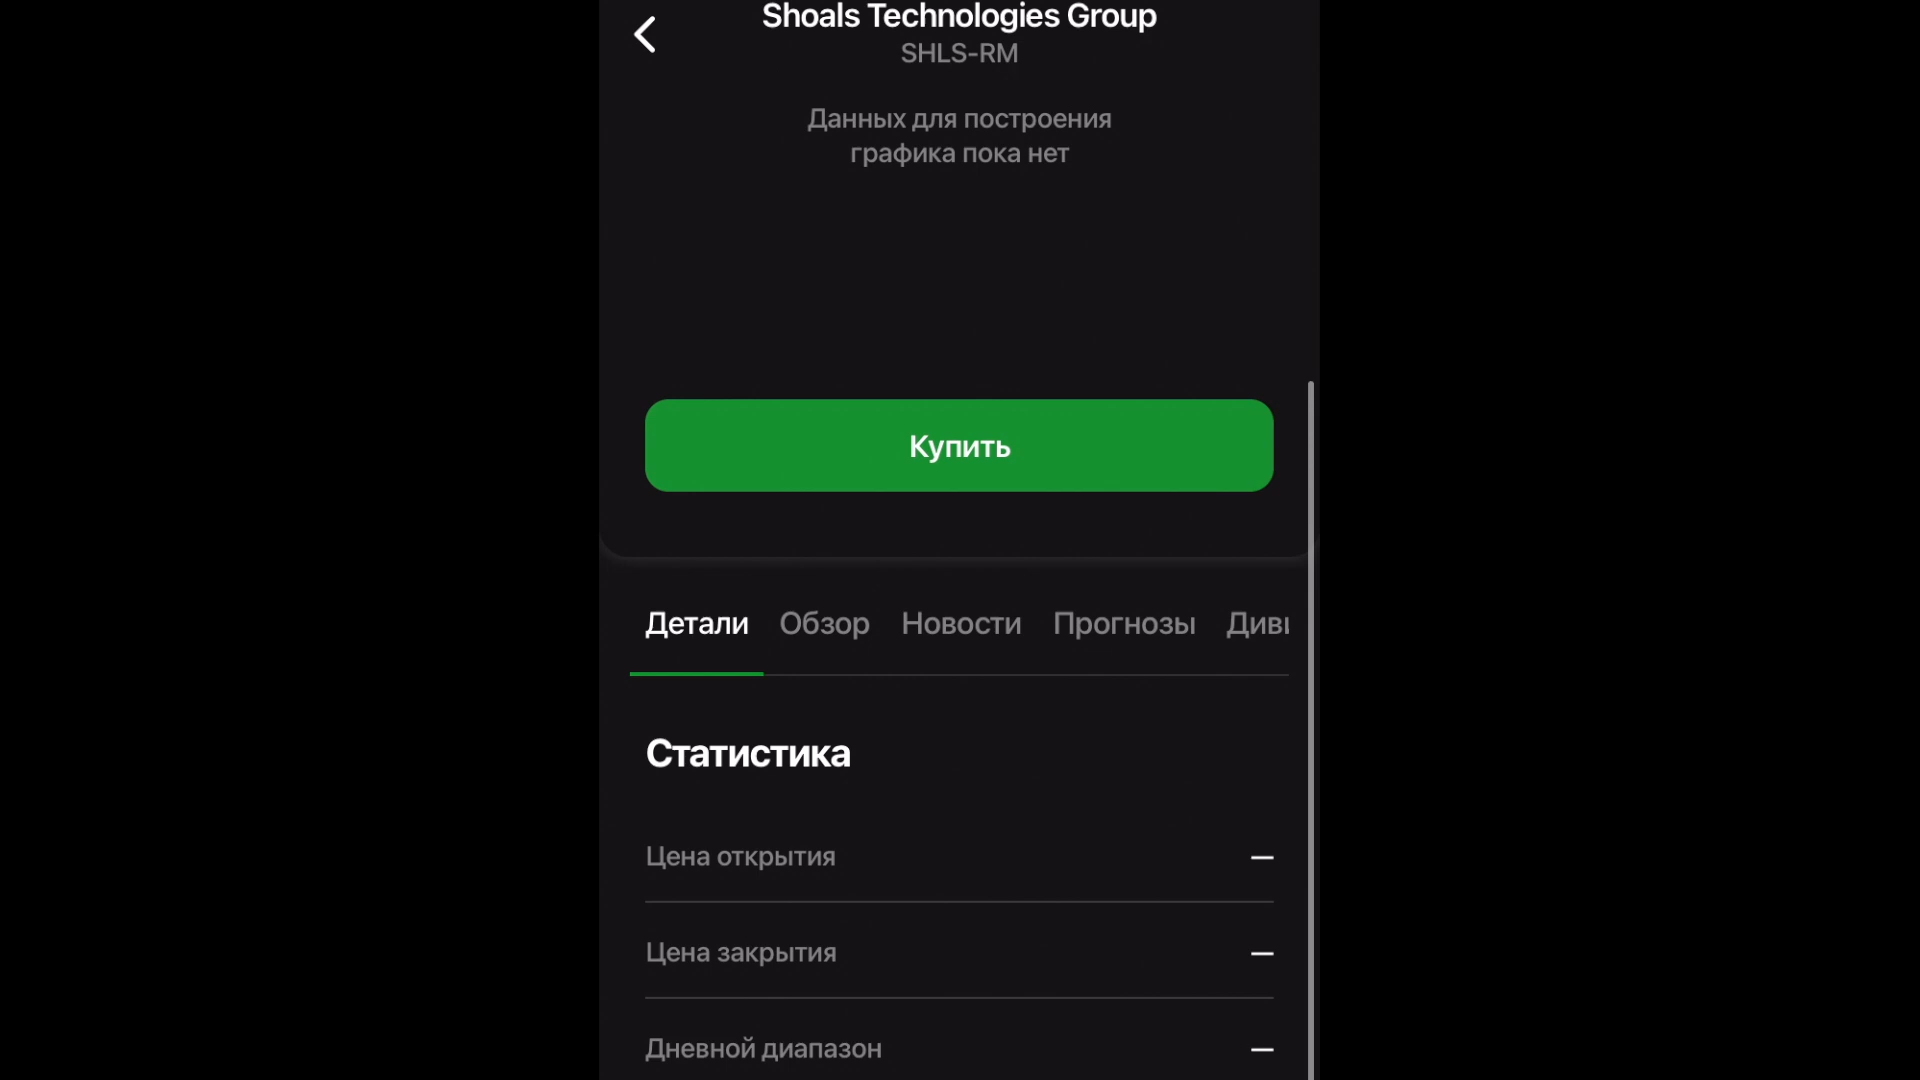 Shoals Technologies Group
SHLS-RM
Данных для построения
графика пока нет
Купить
Детали Обзор Новости Прогнозы Диви
Статистика
Цена открытия —
Цена закрытия —
Дневной диапазон —